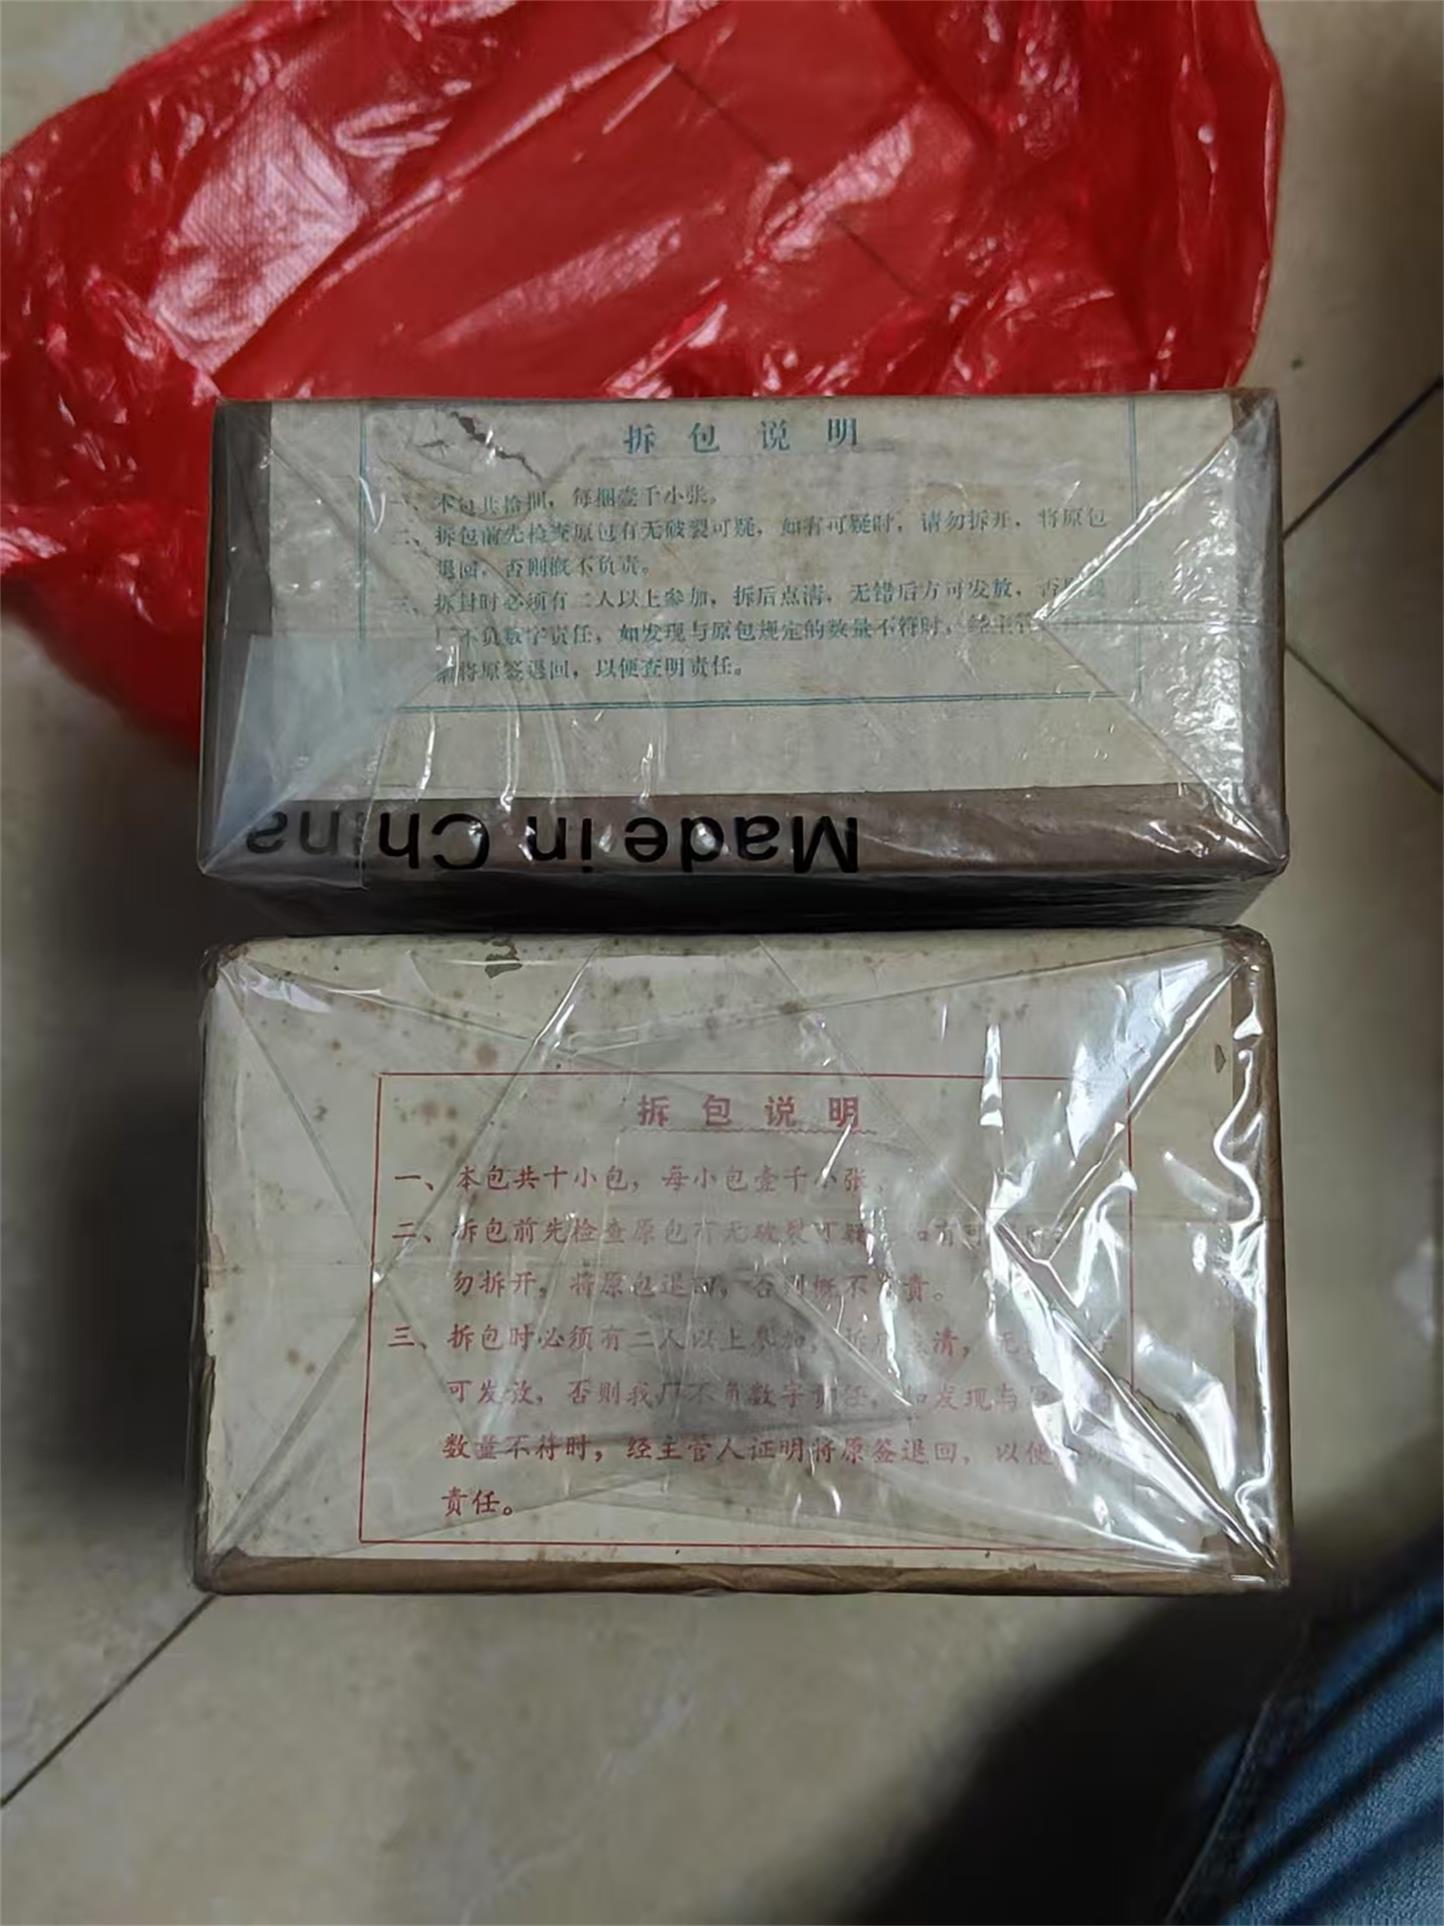 拆包说明
一、本包共拾捆，每捆壹千小张。
二、拆包前先检查原包有无破裂可疑，如有可疑时，请勿拆开，将原包
退回，否则概不负责。
三、拆封时必须有二人以上参加，拆后点清，无错后方可发放，否则
不负数字责任，如发现与原包规定的数量不符时，经主管
将原签退回，以便查明责任。
Made in China
拆包说明
一、本包共十小包，每小包壹千小张
二、拆包前先检查原包有无破裂可疑
勿拆开，将原包退回，否则概不负责。
三、拆包时必须有二人以上参加，清，无
可发放，否则我厂不负数字责任，如发现与
数量不符时，经主管人证明将原签退回，以便
责任。